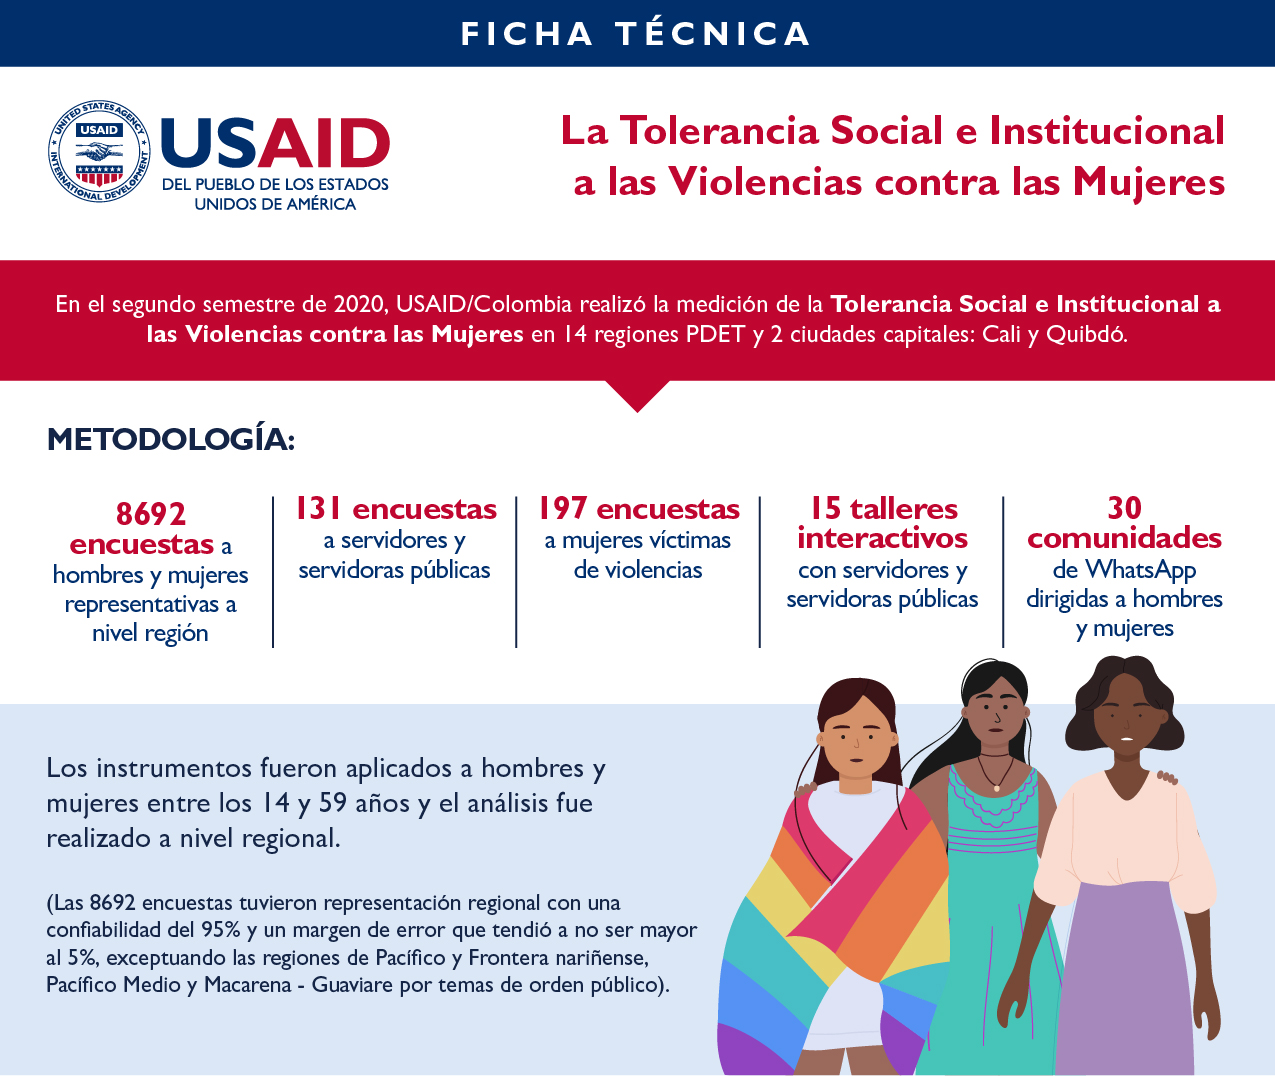 FICHA TÉCNICA
UNITED STATES AGENCY
USAID
INTERNATIONAL DEVELOPMENT
USAID
DEL PUEBLO DE LOS ESTADOS
UNIDOS DE AMÉRICA
La Tolerancia Social e Institucional
a las Violencias contra las Mujeres
En el segundo semestre de 2020, USAID/Colombia realizó la medición de la Tolerancia Social e Institucional a
las Violencias contra las Mujeres en 14 regiones PDET y 2 ciudades capitales: Cali y Quibdó.
METODOLOGÍA:
8692
encuestas a
hombres y mujeres
representativas a
nivel región
131 encuestas
a servidores y
servidoras públicas
197 encuestas
a mujeres víctimas
de violencias
15 talleres
interactivos
con servidores y
servidoras públicas
30
comunidades
de WhatsApp
dirigidas a hombres
y mujeres
Los instrumentos fueron aplicados a hombres y
mujeres entre los 14 y 59 años y el análisis fue
realizado a nivel regional.
(Las 8692 encuestas tuvieron representación regional con una
confiabilidad del 95% y un margen de error que tendió a no ser mayor
al 5%, exceptuando las regiones de Pacífico y Frontera nariñense,
Pacífico Medio y Macarena - Guaviare por temas de orden público).